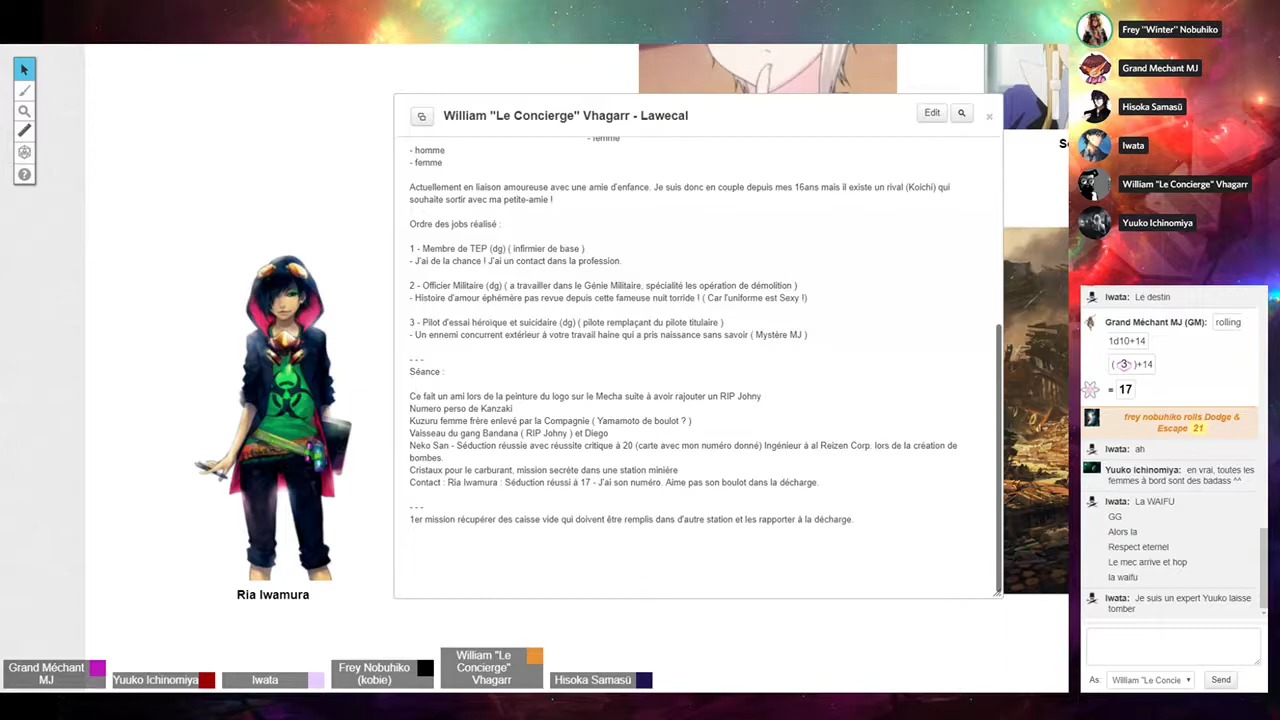 Frey "Winter" Nobuhiko
Grand Mechant MJ
Hisoka Samasū
Iwata
William "Le Concierge" Vhagarr
Yuuko Ichinomiya
William "Le Concierge" Vhagarr - Lawecal
Edit
- femme
- homme
- femme
Actuellement en liaison amoureuse avec une amie d'enfance. Je suis donc en couple depuis mes 16ans mais il existe un rival (Koichi) qui
souhaite sortir avec ma petite-amie !
Ordre des jobs réalisé :
1 - Membre de TEP (dg) ( infirmier de base )
- J'ai de la chance ! J'ai un contact dans la profession.
2 - Officier Militaire (dg) ( a travailler dans le Génie Militaire, spécialité les opération de démolition )
- Histoire d'amour éphémère pas revue depuis cette fameuse nuit torride ! ( Car l'uniforme est Sexy !)
3 - Pilot d'essai héroïque et suicidaire (dg) ( pilote remplaçant du pilote titulaire )
- Un ennemi concurrent extérieur à votre travail haine qui a pris naissance sans savoir ( Mystère MJ )
- - -
Séance :
Ce fait un ami lors de la peinture du logo sur le Mecha suite à avoir rajouter un RIP Johny
Numero perso de Kanzaki
Kuzuru femme frère enlevé par la Compagnie ( Yamamoto de boulot ? )
Vaisseau du gang Bandana ( RIP Johny ) et Diego
Neko San - Séduction réussie avec réussite critique à 20 (carte avec mon numéro donné) Ingénieur à al Reizen Corp. lors de la création de
bombes.
Cristaux pour le carburant, mission secrète dans une station minière
Contact : Ria Iwamura : Séduction réussi à 17 - J'ai son numéro. Aime pas son boulot dans la décharge.
- - -
1er mission récupérer des caisse vide qui doivent être remplis dans d'autre station et les rapporter à la décharge.
Ria Iwamura
Iwata: Le destin
Grand Méchant MJ (GM): rolling
1d10+14
(3)+14
= 17
frey nobuhiko rolls Dodge &
Escape 21
Iwata: ah
Yuuko Ichinomiya: en vrai, toutes les
femmes à bord sont des badass ^^
Iwata: La WAIFU
GG
Alors la
Respect eternel
Le mec arrive et hop
la waifu
Iwata: Je suis un expert Yuuko laisse
tomber
As: William "Le Concie
Send
Grand Méchant
MJ
Yuuko Ichinomiya
Iwata
Frey Nobuhiko
(kobie)
William "Le
Concierge"
Vhagarr
Hisoka Samasū